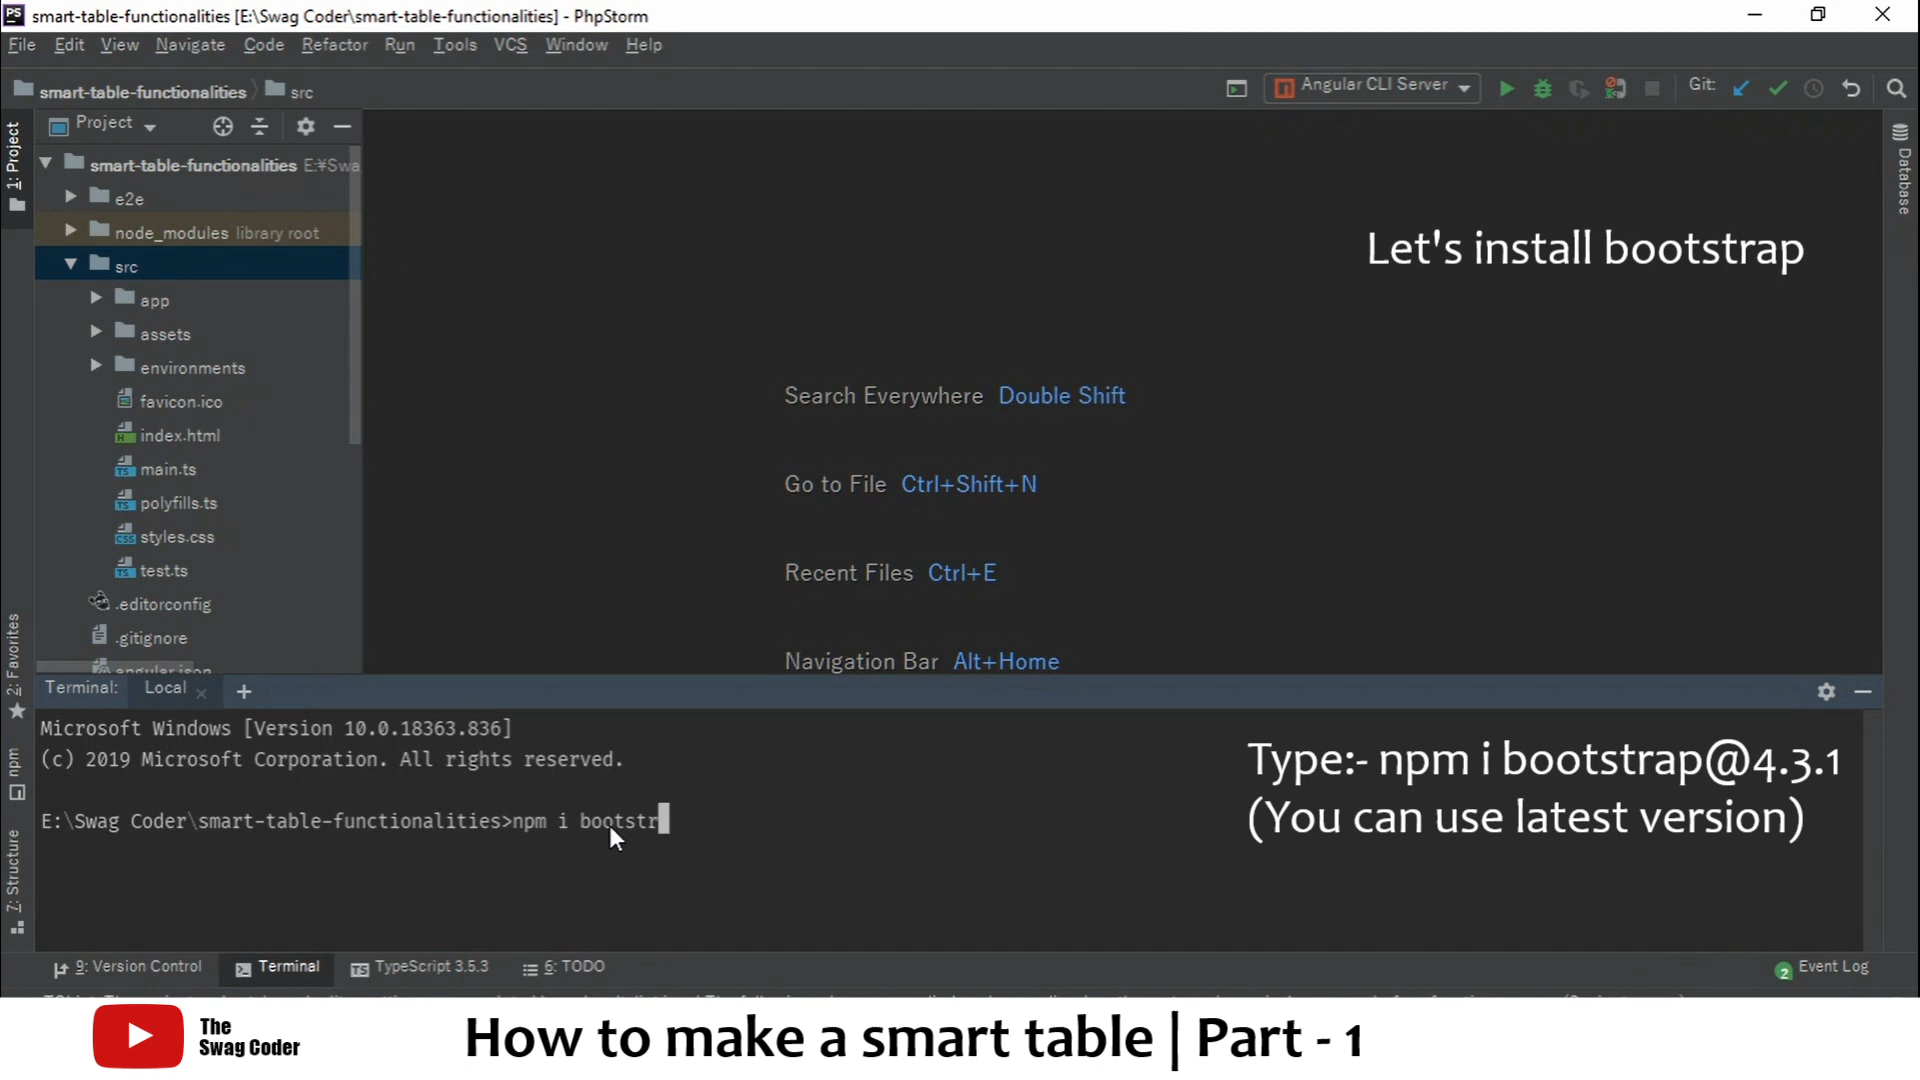 PS smart-table-functionalities [E:\Swag Coder\smart-table-functionalities] - PhpStorm
File Edit View Navigate Code Refactor Run Tools VCS Window Help
smart-table-functionalities src Angular CLI Server Git:
Project
1: Project
smart-table-functionalities E:¥Swa
e2e
node_modules library root
src
app
assets
environments
favicon.ico
index.html
main.ts
polyfills.ts
styles.css
test.ts
.editorconfig
.gitignore
angular.json
Database
Let's install bootstrap
Search Everywhere Double Shift
Go to File Ctrl+Shift+N
Recent Files Ctrl+E
Navigation Bar Alt+Home
2: Favorites
npm
7: Structure
Terminal: Local
Microsoft Windows [Version 10.0.18363.836]
(c) 2019 Microsoft Corporation. All rights reserved.
E:\Swag Coder\smart-table-functionalities>npm i bootstr
Type:- npm i bootstrap@4.3.1
(You can use latest version)
9: Version Control Terminal TypeScript 3.5.3 6: TODO 2 Event Log
The
Swag Coder
How to make a smart table | Part - 1